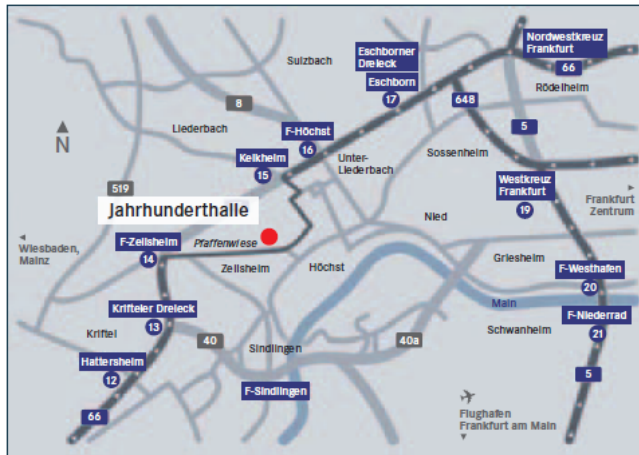 Nordwestkreuz
Frankfurt
66
Rödelheim
Eschborner
Dreieck
Eschborn
17
Sulzbach
648
8
5
Liederbach
F-Höchst
16
Unter-
Liederbach
Sossenheim
N
Kelkheim
15
Westkreuz
Frankfurt
19
519
Frankfurt
Zentrum
Jahrhunderthalle
Nied
Wiesbaden,
Mainz
F-Zeilsheim
14
Pfaffenwiese
Zeilsheim
Höchst
Griesheim
F-Westhafen
20
Main
Krifteler Dreieck
13
Kriftel
40
Sindlingen
40a
Schwanheim
F-Niederrad
21
Hattersheim
12
F-Sindlingen
5
66
Flughafen
Frankfurt am Main